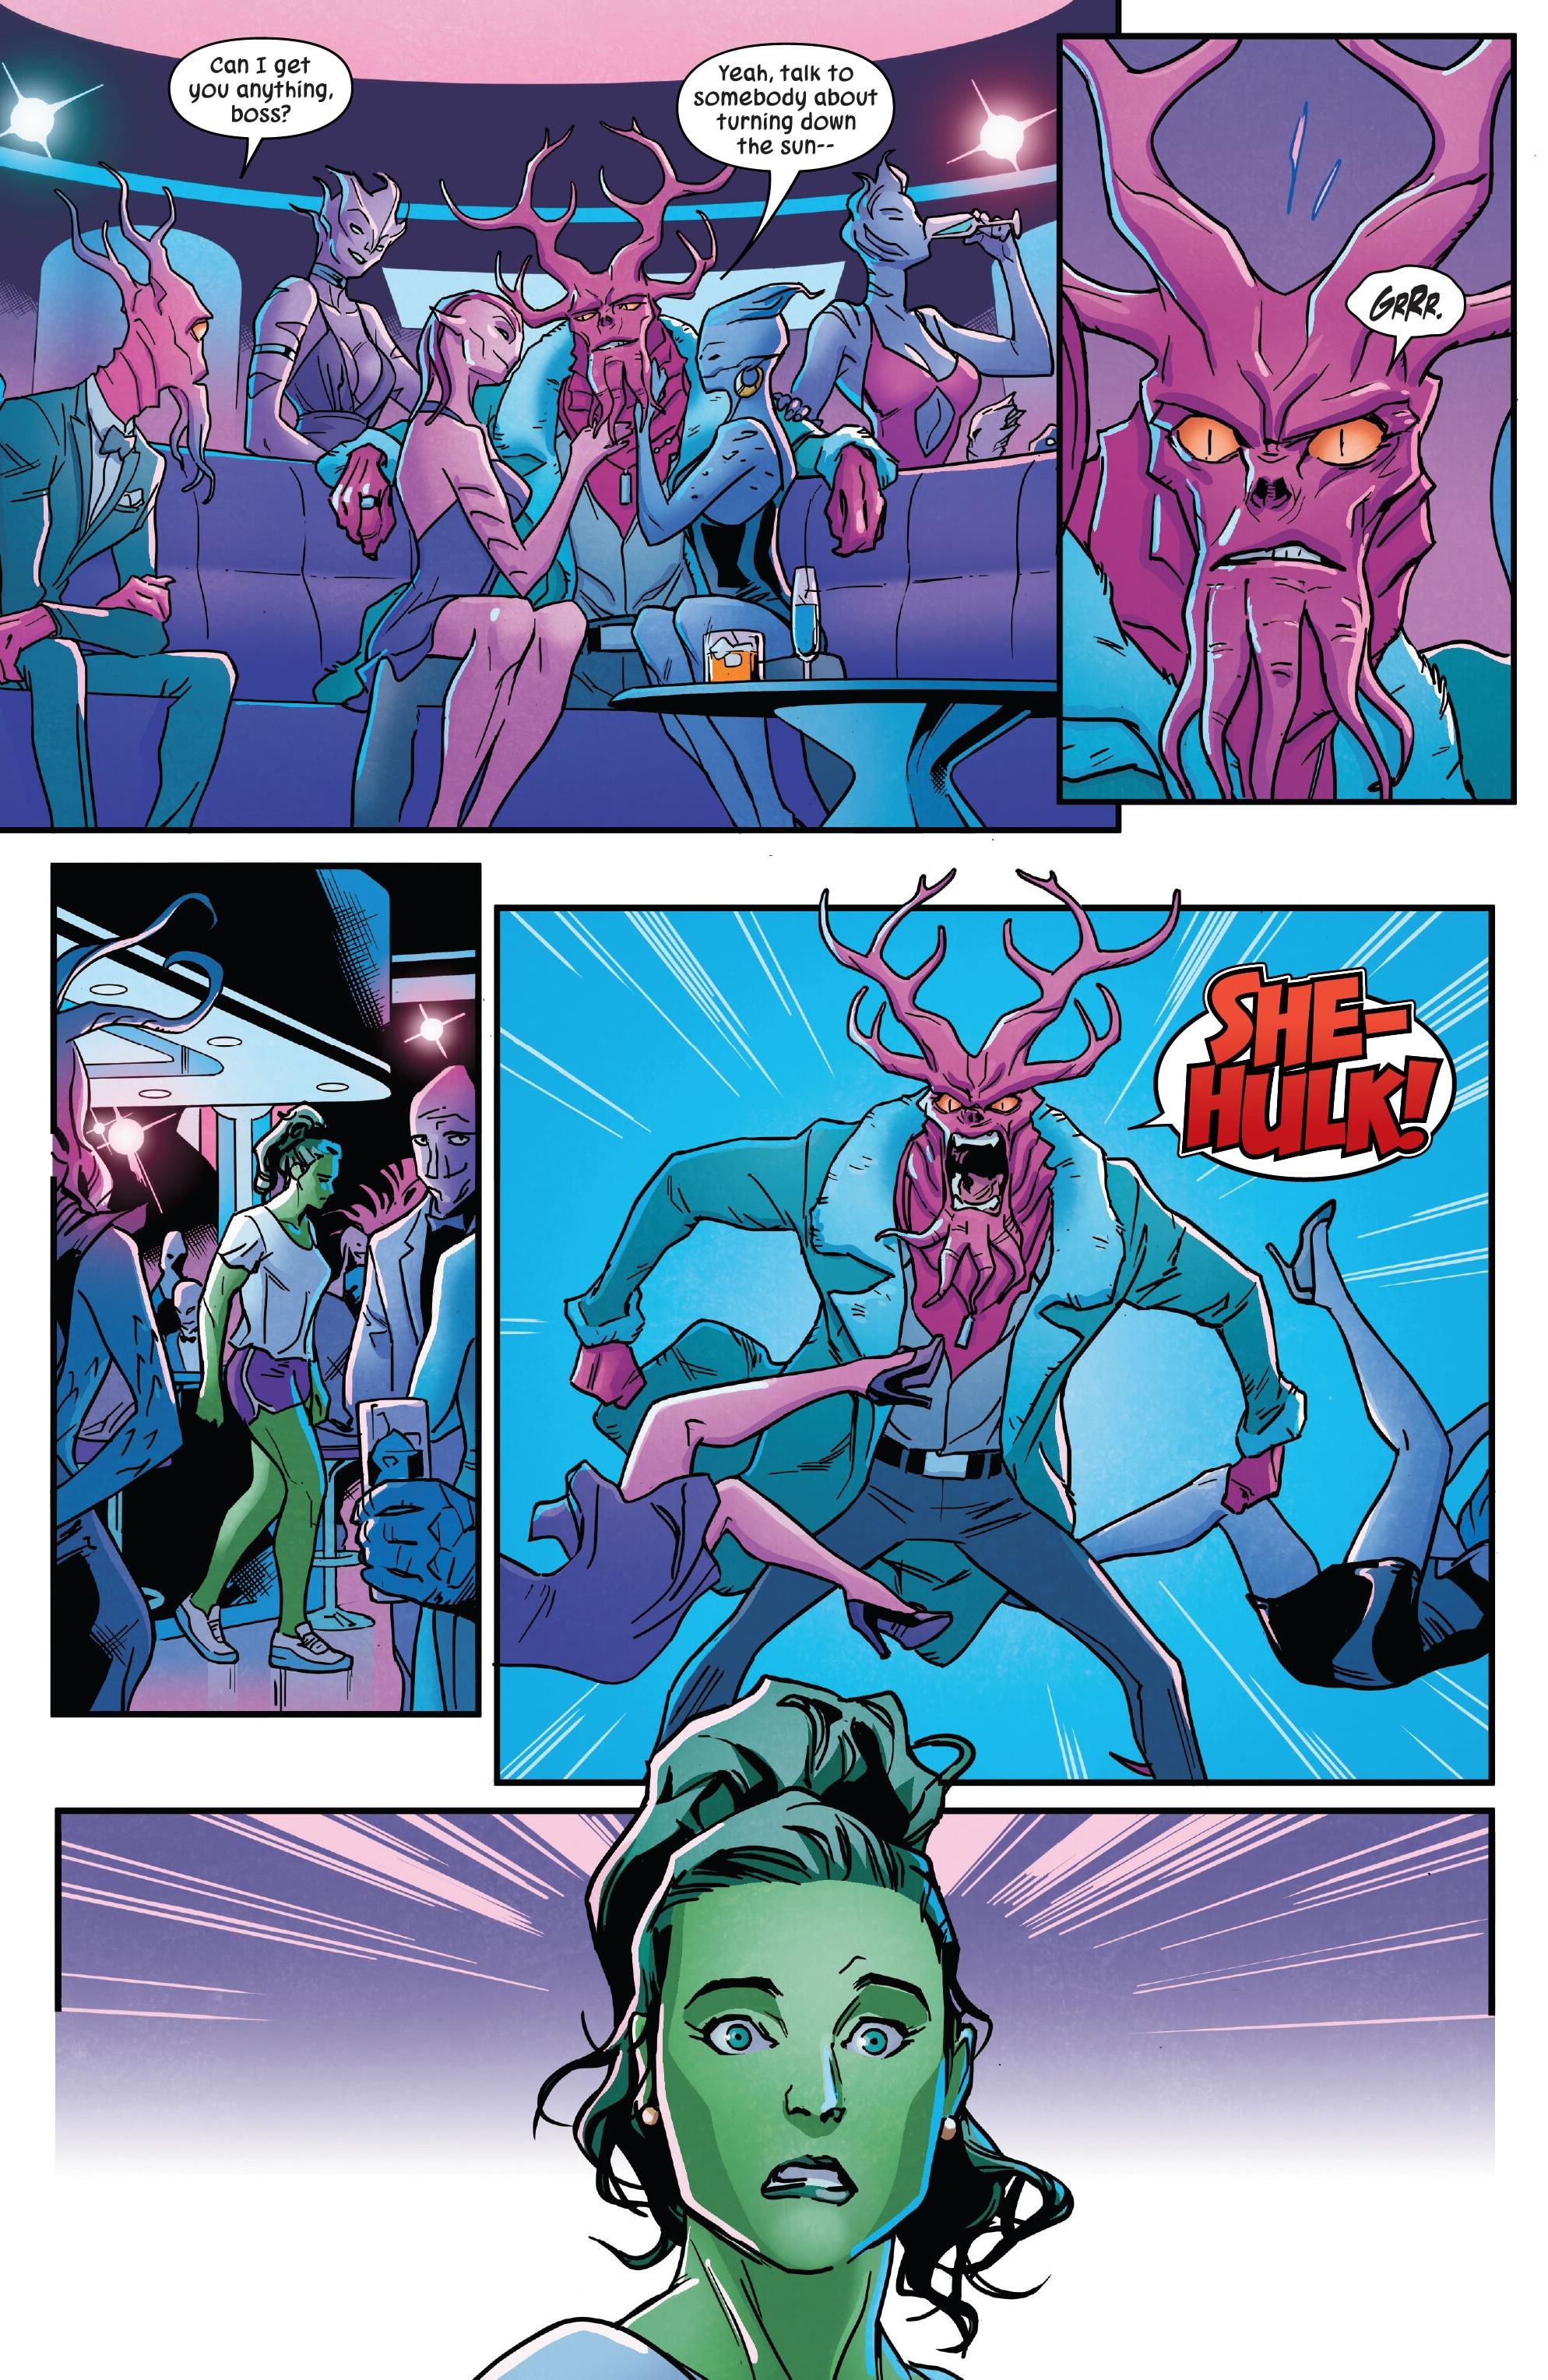 Can I get
you anything,
boss?
Yeah, talk to
somebody about
turning down
the sun--
GRRR.
SHE-
HULK!